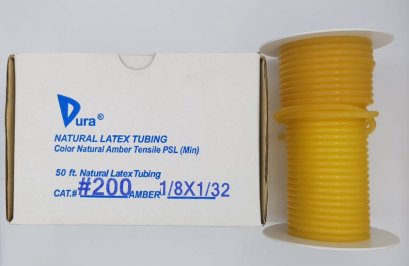 Dura®
NATURAL LATEX TUBING
Color Natural Amber Tensile PSL (Min)
50 ft. Natural Latex Tubing
CAT.# #200 AMBER 1/8X1/32